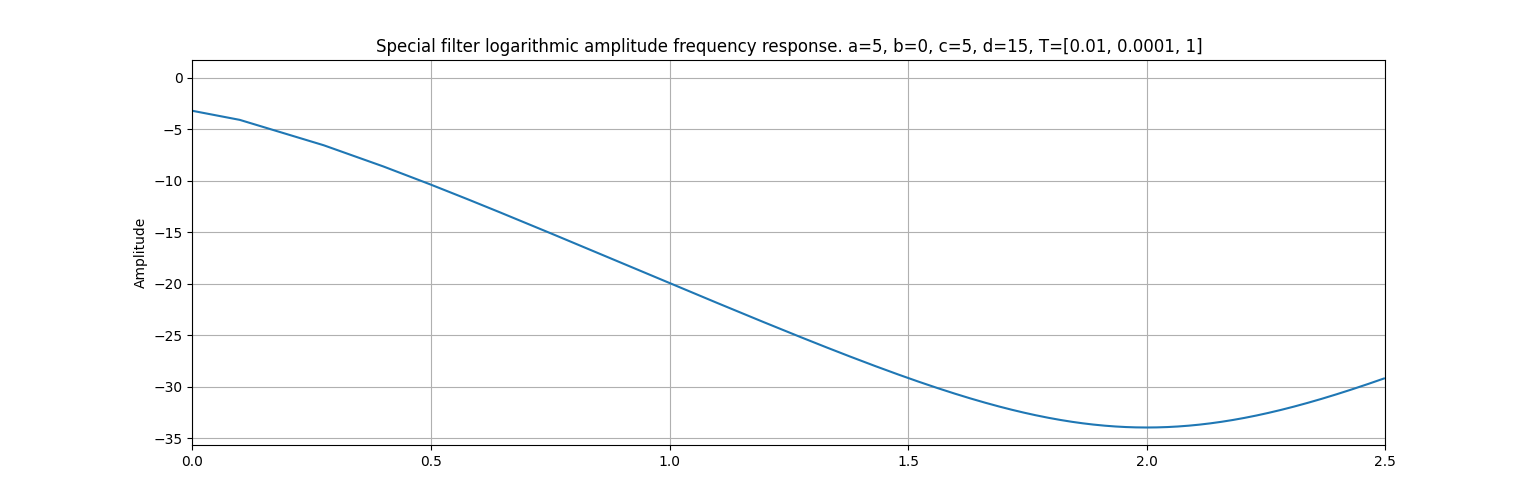 Special filter logarithmic amplitude frequency response. a=5, b=0, c=5, d=15, T=[0.01, 0.0001, 1]
0
−5
−10
−15
−20
−25
−30
−35
Amplitude
0.0 0.5 1.0 1.5 2.0 2.5